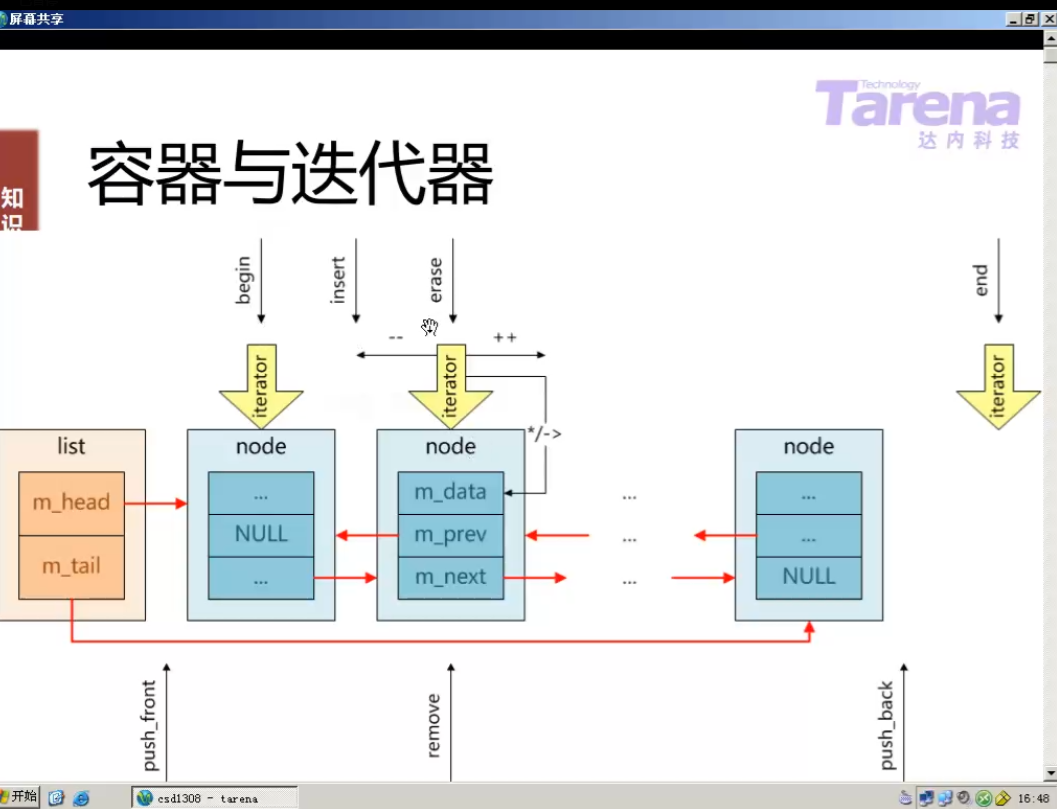 屏幕共享
Technology
Tarena
达内科技
知
识
容器与迭代器
begin
insert
erase
end
--
++
iterator
iterator
iterator
*/->
list
node
node
node
m_head
...
m_data
...
...
NULL
m_prev
...
...
m_tail
...
m_next
...
NULL
push_front
remove
push_back
开始
csd1308 - tarena
16:48